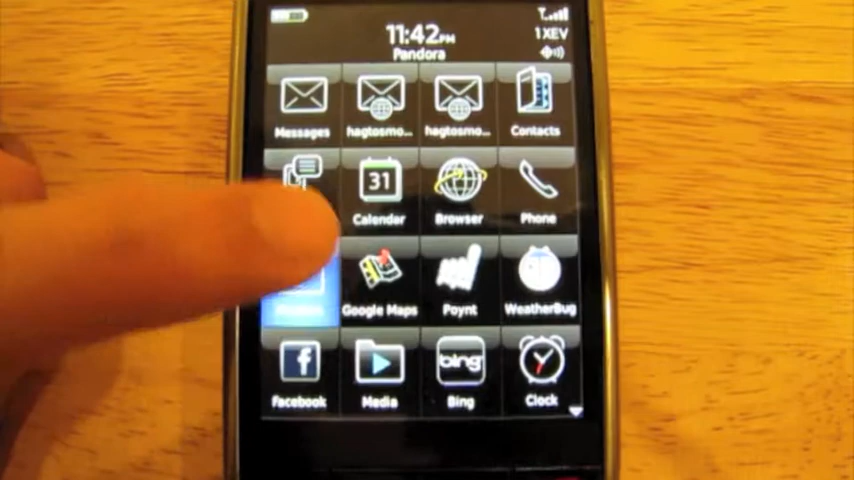 11:42PM
1XEV
Pandora
Messages
hagtosmo...
hagtosmo...
Contacts
31
Calendar
Browser
Phone
Google Maps
Poynt
WeatherBug
f
bing
Facebook
Media
Bing
Clock